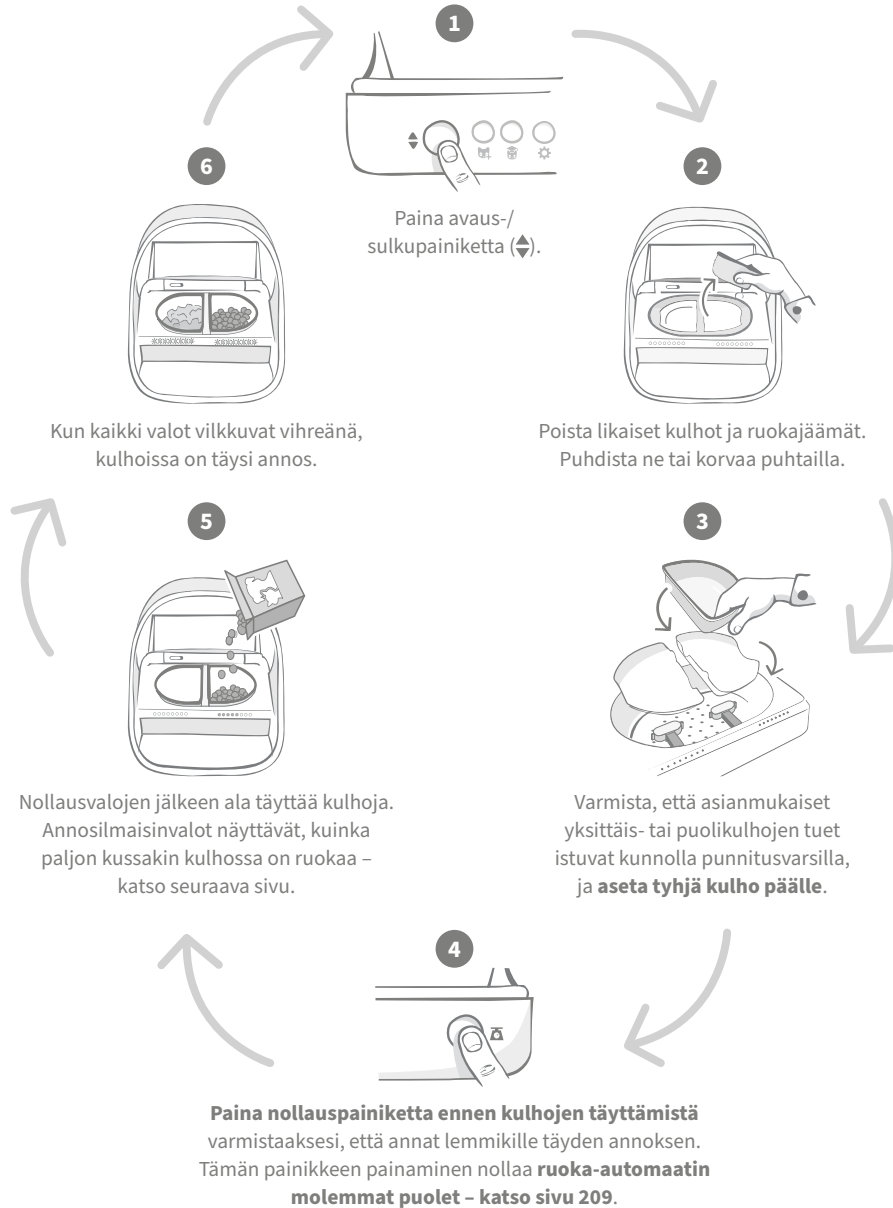 1
Paina avaus-/
sulkupainiketta (⬍).
2
Poista likaiset kulhot ja ruokajäämät.
Puhdista ne tai korvaa puhtailla.
3
Varmista, että asianmukaiset
yksittäis- tai puolikulhojen tuet
istuvat kunnolla punnitusvarsilla,
ja aseta tyhjä kulho päälle.
4
Paina nollauspainiketta ennen kulhojen täyttämistä
varmistaaksesi, että annat lemmikille täyden annoksen.
Tämän painikkeen painaminen nollaa ruoka-automaatin
molemmat puolet – katso sivu 209.
5
Nollausvalojen jälkeen ala täyttää kulhoja.
Annosilmaisinvalot näyttävät, kuinka
paljon kussakin kulhossa on ruokaa –
katso seuraava sivu.
6
Kun kaikki valot vilkkuvat vihreänä,
kulhoissa on täysi annos.